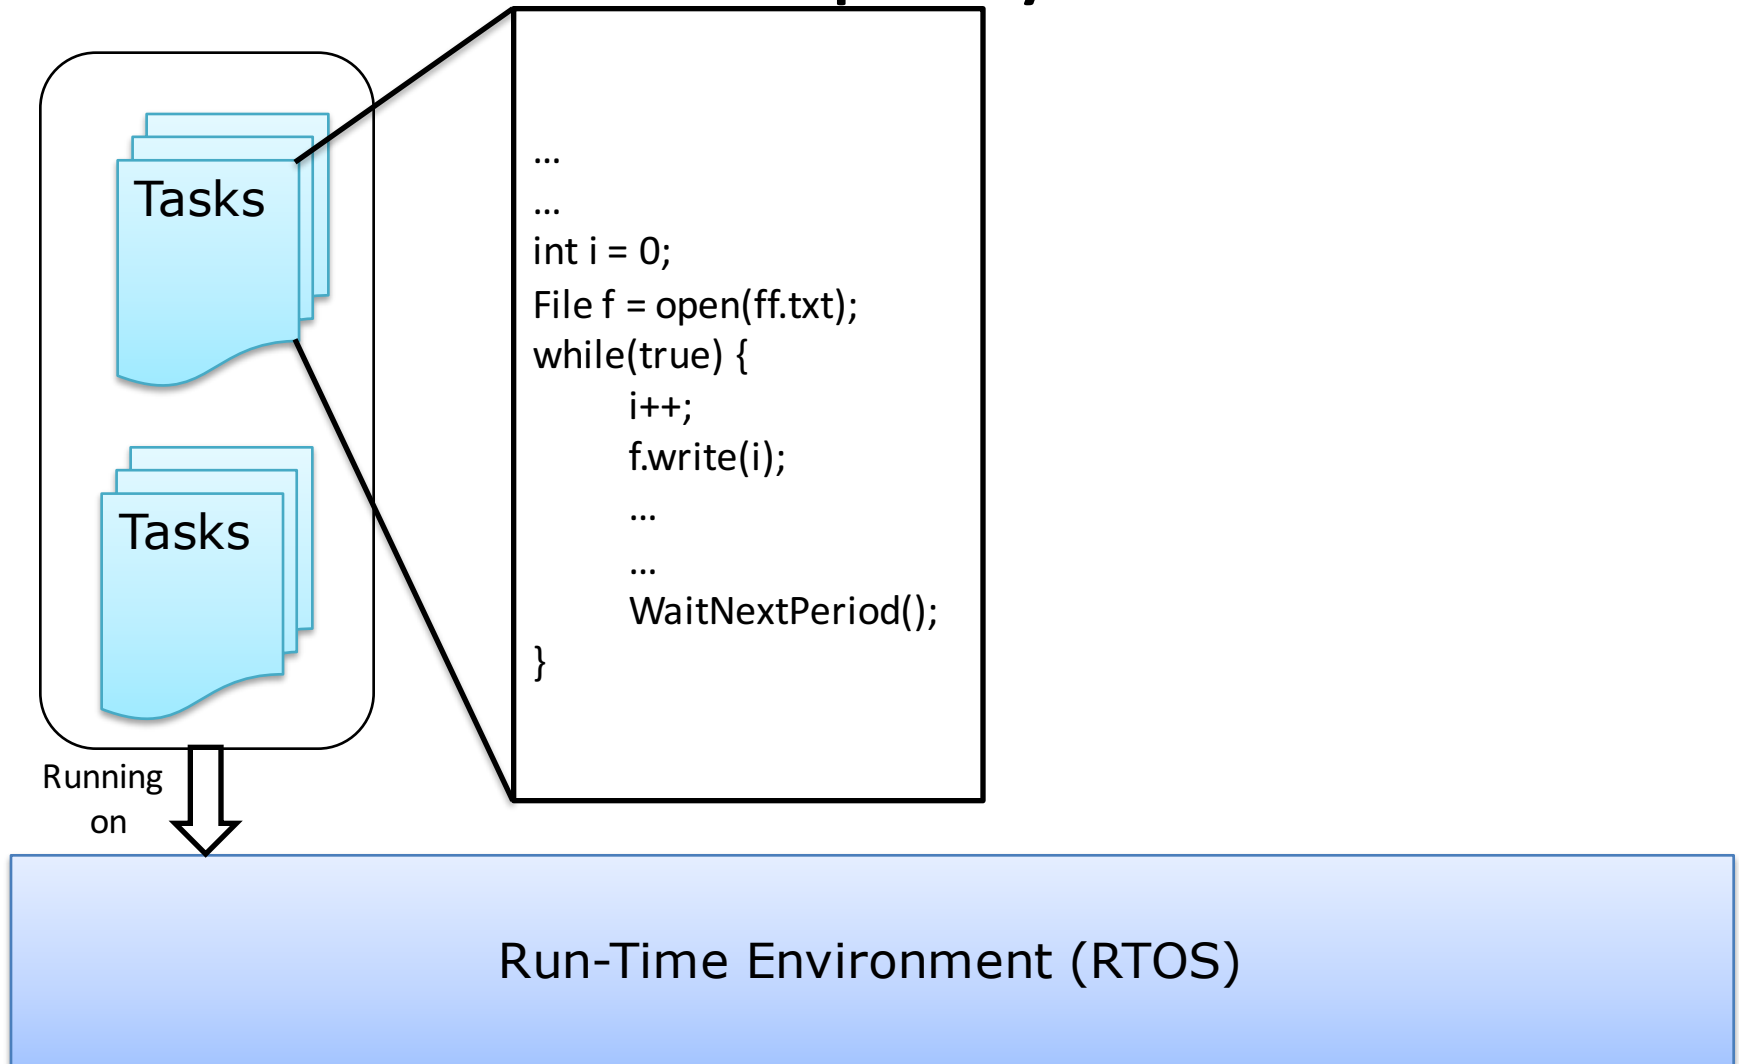 Tasks
Tasks
…
…
int i = 0;
File f = open(ff.txt);
while(true) {
i++;
f.write(i);
…
…
WaitNextPeriod();
}
Running
on
Run-Time Environment (RTOS)